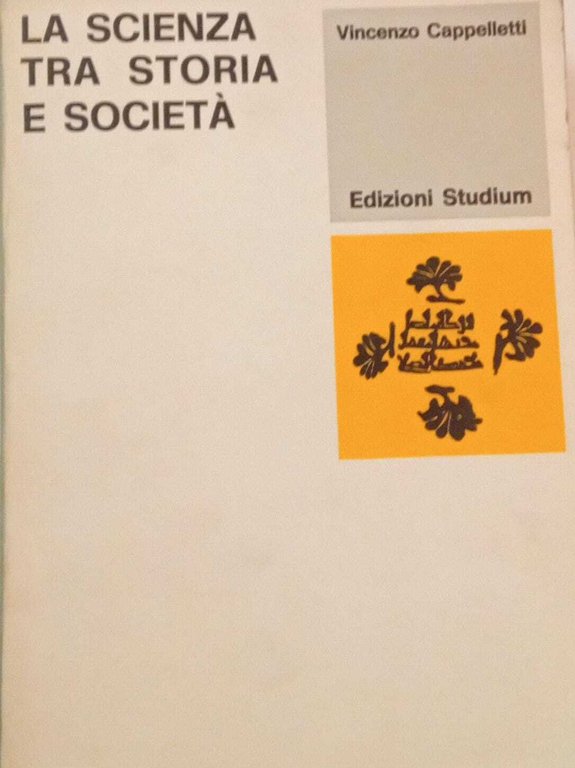 LA SCIENZA
TRA STORIA
E SOCIETÀ
Vincenzo Cappelletti
Edizioni Studium